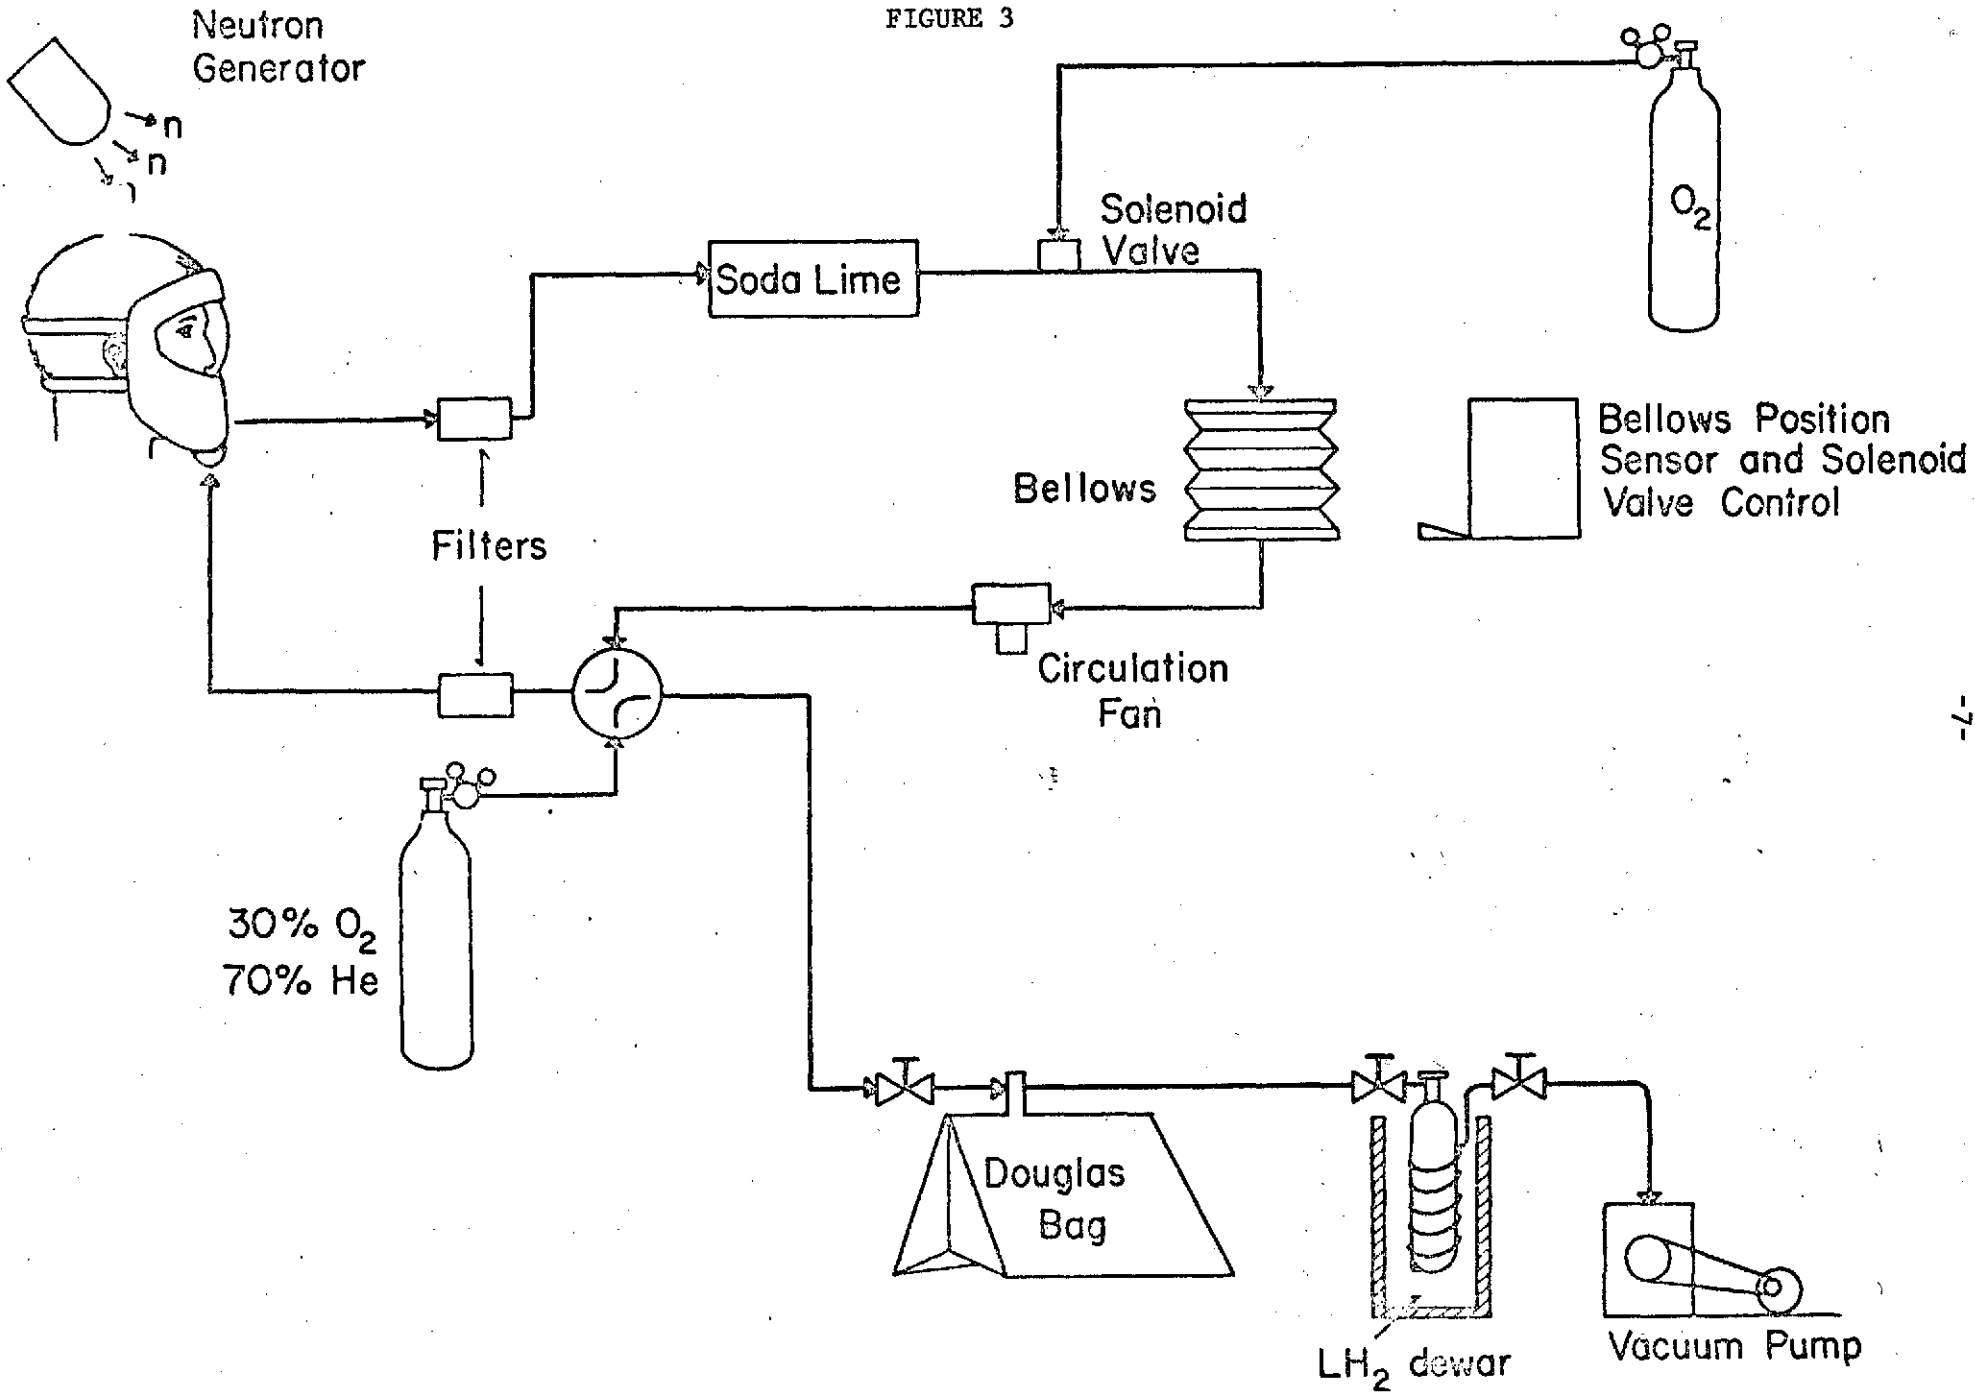 FIGURE 3
Neutron
Generator
n
n
O2
Solenoid
Valve
Soda Lime
Bellows Position
Sensor and Solenoid
Valve Control
Bellows
Filters
Circulation
Fan
-7-
30% O2
70% He
Douglas
Bag
LH2 dewar
Vacuum Pump